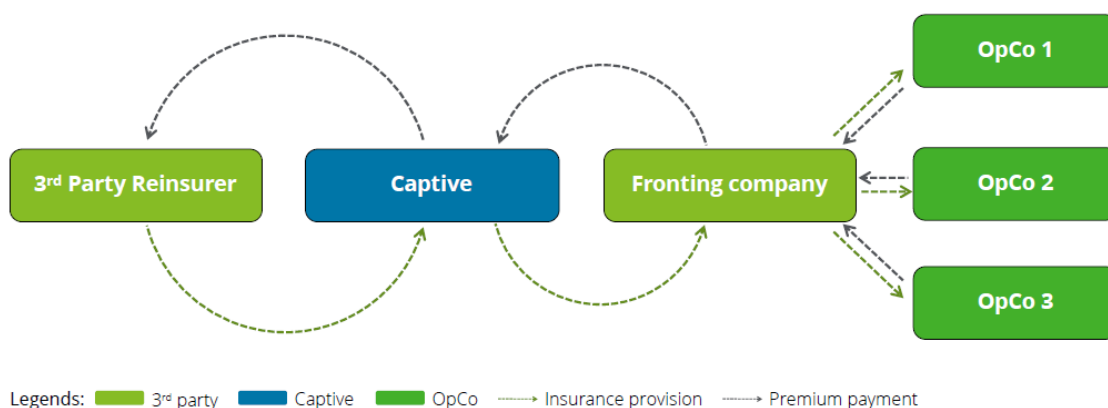 OpCo 1
3rd Party Reinsurer
Captive
Fronting company
OpCo 2
OpCo 3
Legends: 3rd party Captive OpCo Insurance provision Premium payment